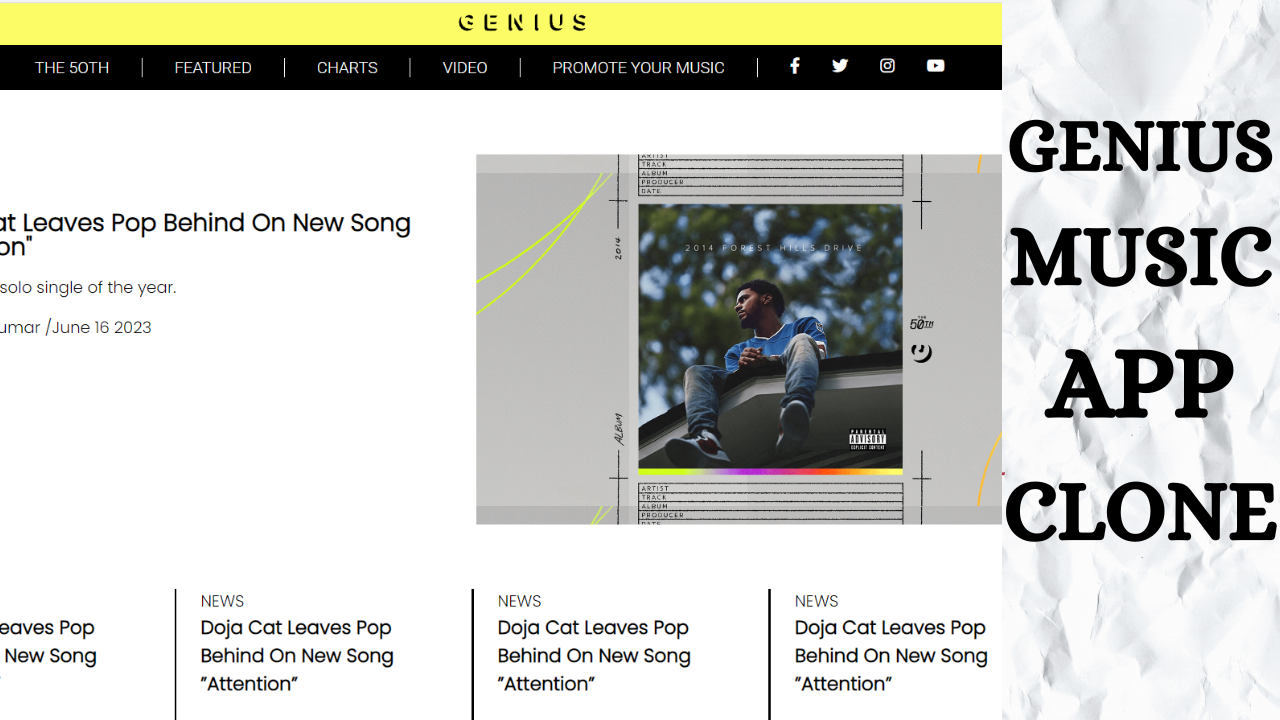 GENIUS
THE 50TH
FEATURED
CHARTS
VIDEO
PROMOTE YOUR MUSIC
at Leaves Pop Behind On New Song
on"
solo single of the year.
umar /June 16 2023
ARTIST
TRACK
ALBUM
PRODUCER
DATE
2014
2014 FOREST HILLS DRIVE
THE
50TH
ALBUM
PARENTAL
ADVISORY
EXPLICIT CONTENT
ARTIST
TRACK
ALBUM
PRODUCER
DATE
eaves Pop
New Song
"
NEWS
Doja Cat Leaves Pop
Behind On New Song
"Attention"
NEWS
Doja Cat Leaves Pop
Behind On New Song
"Attention"
NEWS
Doja Cat Leaves Pop
Behind On New Song
"Attention"
GENIUS
MUSIC
APP
CLONE